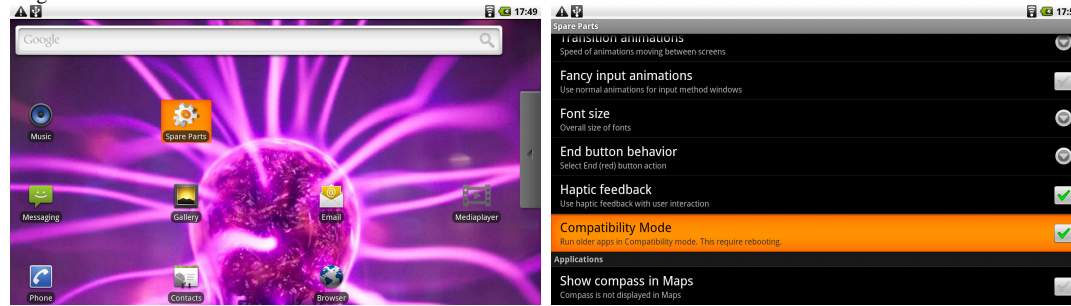 17:49
Google
Music
Spare Parts
Messaging
Gallery
Email
Mediaplayer
Phone
Contacts
Browser
Spare Parts
Transition animations
Speed of animations moving between screens
Fancy input animations
Use normal animations for input method windows
Font size
Overall size of fonts
End button behavior
Select End (red) button action
Haptic feedback
Use haptic feedback with user interaction
Compatibility Mode
Run older apps in Compatibility mode. This require rebooting.
Applications
Show compass in Maps
Compass is not displayed in Maps